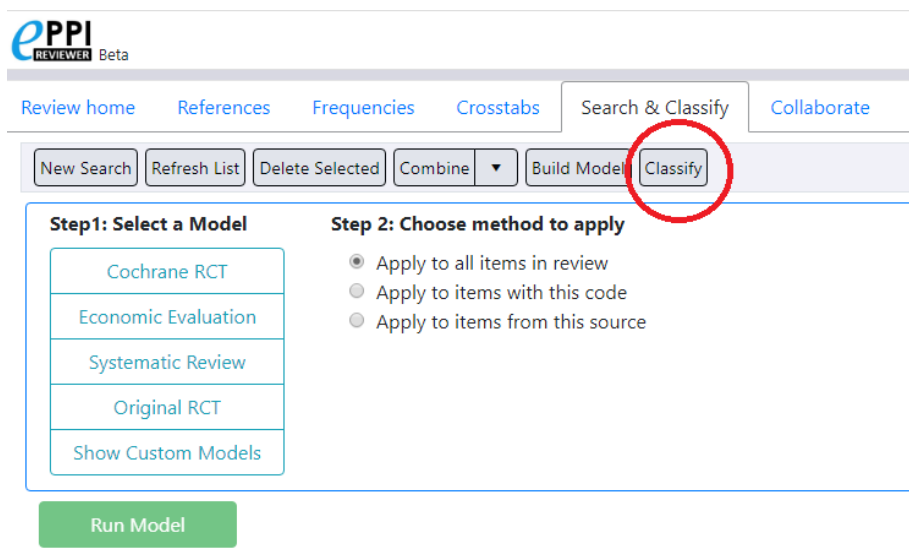 ePPI
REVIEWER Beta
Review home References Frequencies Crosstabs Search & Classify Collaborate
New Search Refresh List Delete Selected Combine ▼ Build Model Classify
Step1: Select a Model Step 2: Choose method to apply
Cochrane RCT Apply to all items in review
Economic Evaluation Apply to items with this code
Systematic Review Apply to items from this source
Original RCT
Show Custom Models
Run Model